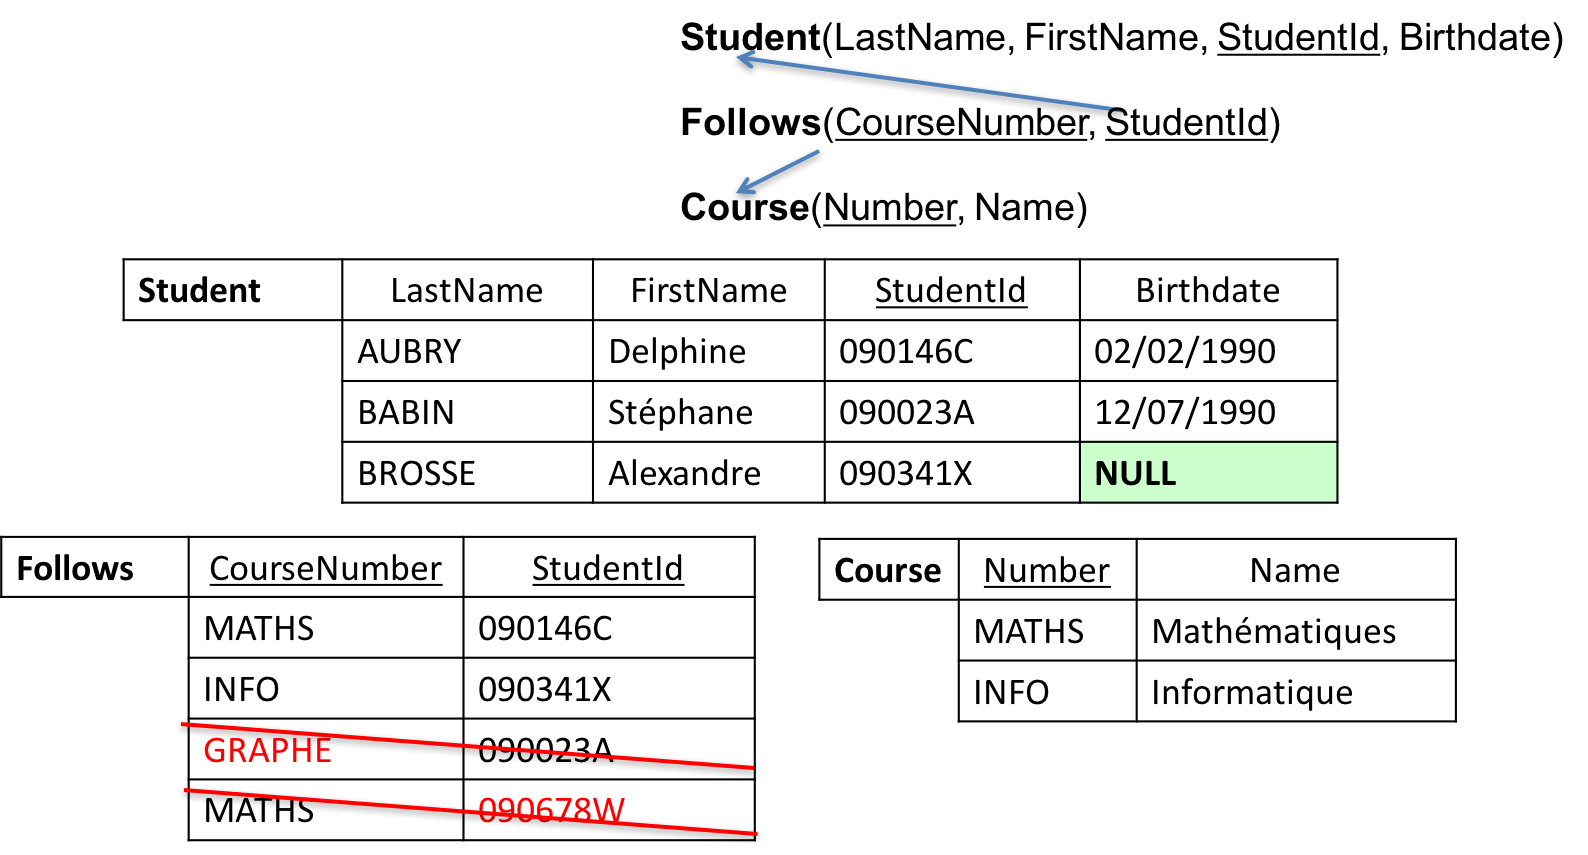 Student(LastName, FirstName, StudentId, Birthdate)
Follows(CourseNumber, StudentId)
Course(Number, Name)
Student LastName FirstName StudentId Birthdate
AUBRY Delphine 090146C 02/02/1990
BABIN Stéphane 090023A 12/07/1990
BROSSE Alexandre 090341X NULL
Follows CourseNumber StudentId
MATHS 090146C
INFO 090341X
GRAPHE 090023A
MATHS 090678W
Course Number Name
MATHS Mathématiques
INFO Informatique